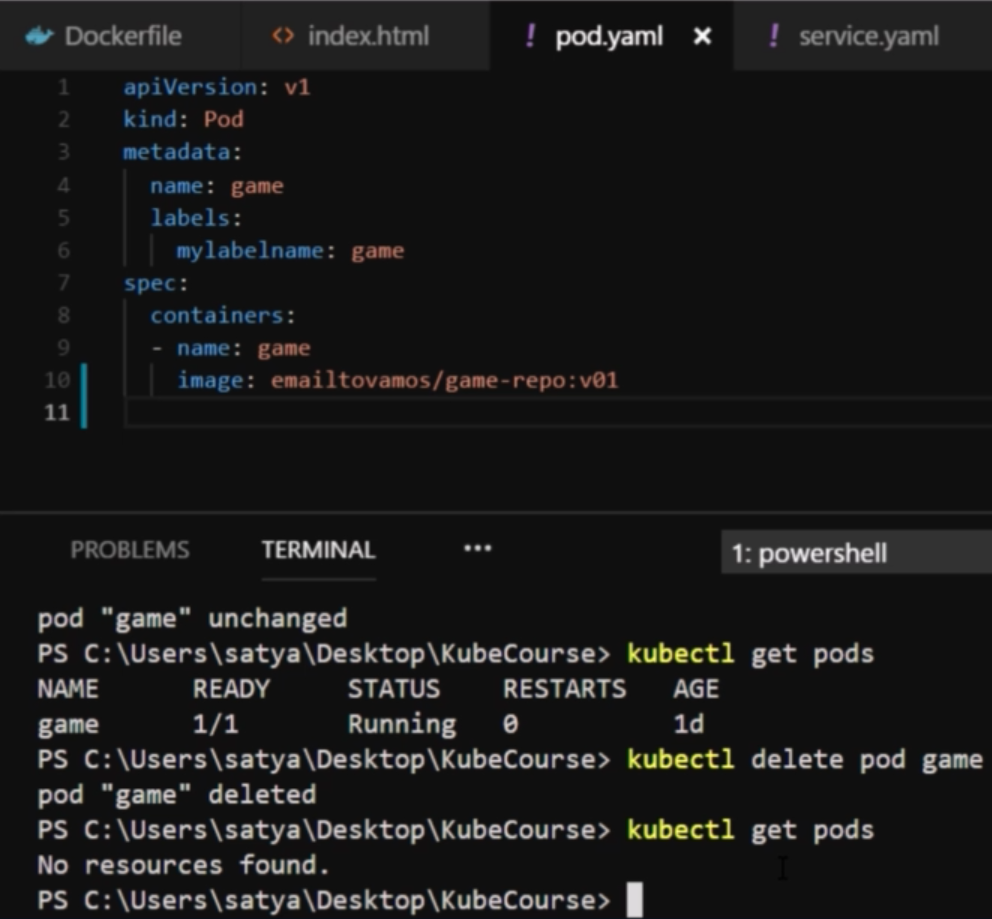 Dockerfile index.html pod.yaml service.yaml
1 apiVersion: v1
2 kind: Pod
3 metadata:
4   name: game
5   labels:
6     mylabelname: game
7 spec:
8   containers:
9   - name: game
10     image: emailtovamos/game-repo:v01
11
PROBLEMS TERMINAL ••• 1: powershell
pod "game" unchanged
PS C:\Users\satya\Desktop\KubeCourse> kubectl get pods
NAME      READY     STATUS    RESTARTS   AGE
game      1/1       Running   0          1d
PS C:\Users\satya\Desktop\KubeCourse> kubectl delete pod game
pod "game" deleted
PS C:\Users\satya\Desktop\KubeCourse> kubectl get pods
No resources found.
PS C:\Users\satya\Desktop\KubeCourse>